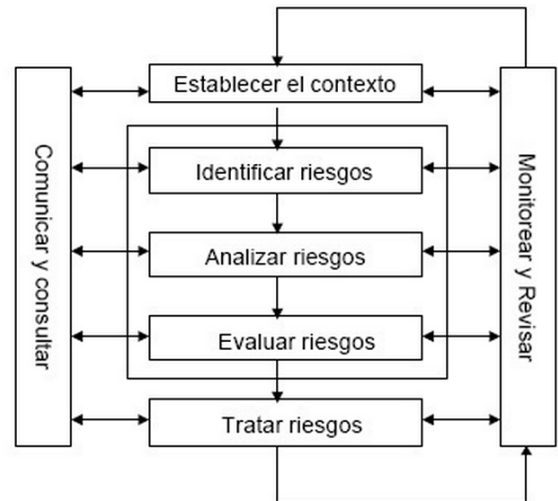 Establecer el contexto
Comunicar y consultar
Identificar riesgos
Analizar riesgos
Evaluar riesgos
Tratar riesgos
Monitorear y Revisar